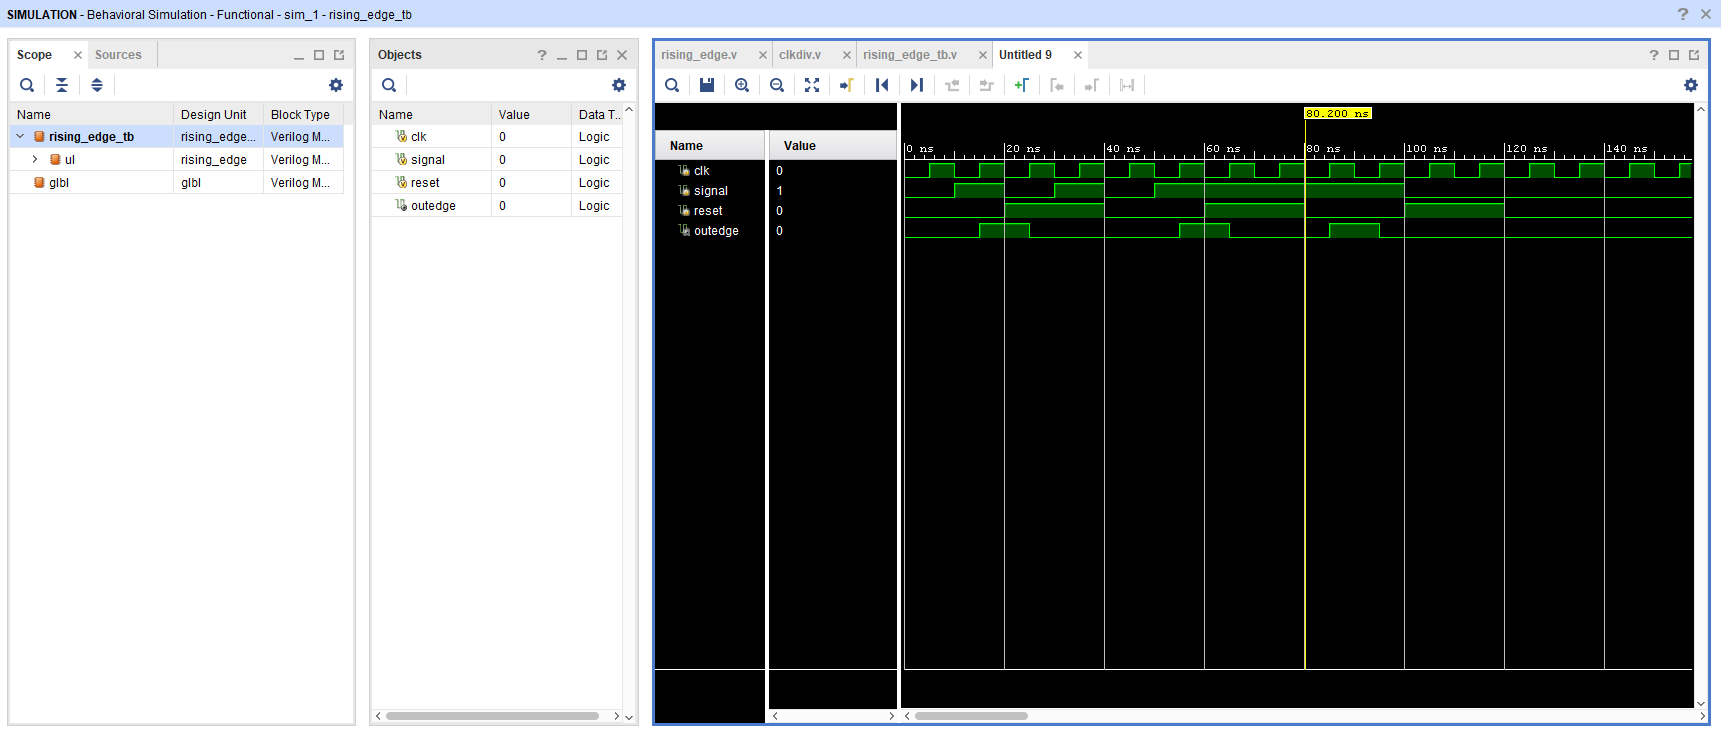 SIMULATION - Behavioral Simulation - Functional - sim_1 - rising_edge_tb
Scope
Sources
Name Design Unit Block Type
rising_edge_tb rising_edge... Verilog M...
ul rising_edge Verilog M...
glbl glbl Verilog M...
Objects
Name Value Data T...
clk 0 Logic
signal 0 Logic
reset 0 Logic
outedge 0 Logic
rising_edge.v clkdiv.v rising_edge_tb.v Untitled 9
80.200 ns
Name Value
0 ns 20 ns 40 ns 60 ns 80 ns 100 ns 120 ns 140 ns
clk 0
signal 1
reset 0
outedge 0